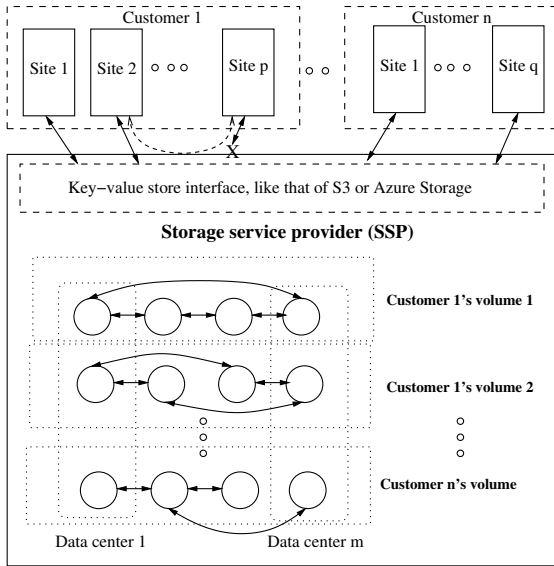 Customer 1
Customer n
Site 1
Site 2
Site p
Site 1
Site q
X
Key−value store interface, like that of S3 or Azure Storage
Storage service provider (SSP)
Customer 1's volume 1
Customer 1's volume 2
Customer n's volume
Data center 1
Data center m